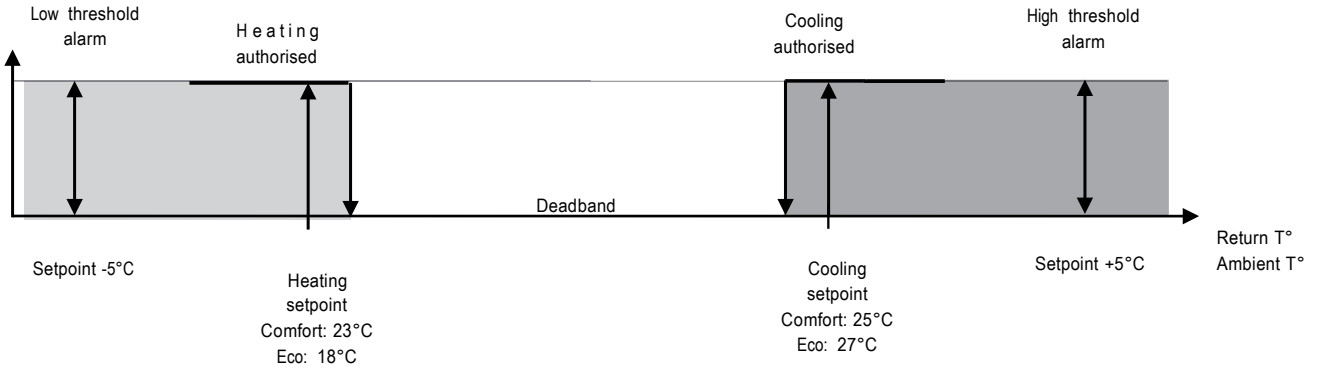 Low threshold
alarm
Heating
authorised
Cooling
authorised
High threshold
alarm
Deadband
Return T°
Ambient T°
Setpoint -5°C
Heating
setpoint
Comfort: 23°C
Eco: 18°C
Cooling
setpoint
Comfort: 25°C
Eco: 27°C
Setpoint +5°C